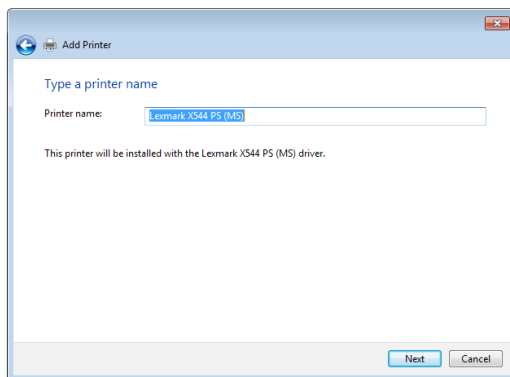 Add Printer
Type a printer name
Printer name: Lexmark X544 PS (MS)
This printer will be installed with the Lexmark X544 PS (MS) driver.
Next Cancel